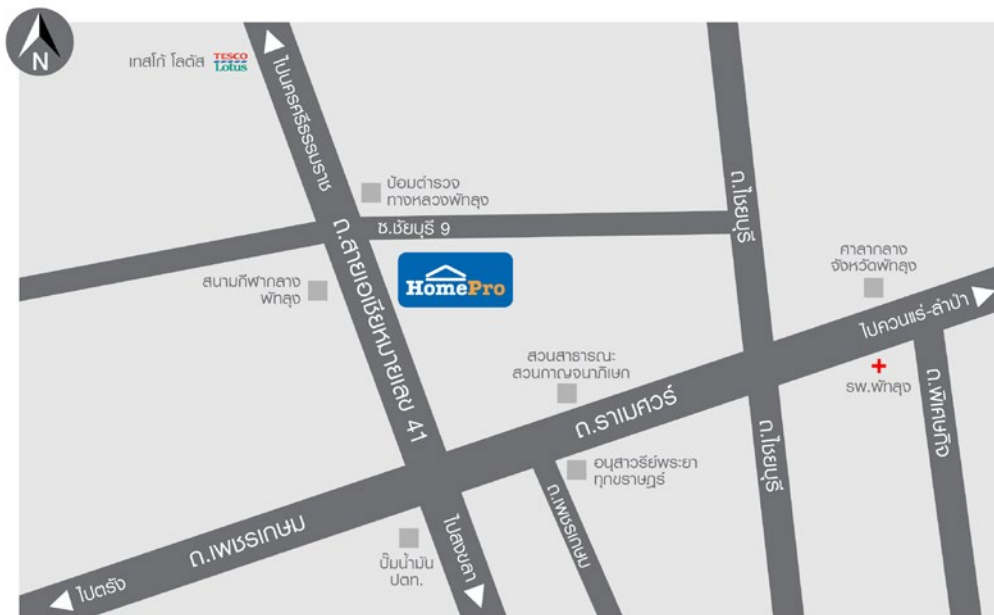 N
เทสโก้ โลตัส TESCO Lotus
ไปนครศรีธรรมราช
ป้อมตำรวจ
ทางหลวงพัทลุง
ซ.ชัยบุรี 9
ถ.ไชยบุรี
ถ.สายเอเชียหมายเลข 41
สนามกีฬากลาง
พัทลุง
HomePro
ศาลากลาง
จังหวัดพัทลุง
ไปควนแร่-ลำปำ
รพ.พัทลุง
ถ.พิเศษกิจ
สวนสาธารณะ
สวนกาญจนาภิเษก
ถ.ราเมศวร์
ถ.ไชยบุรี
อนุสาวรีย์พระยา
ทุกขราษฎร์
ถ.เพชรเกษม
ถ.เพชรเกษม
ปั๊มน้ำมัน
ปตท.
ไปสงขลา
ไปตรัง